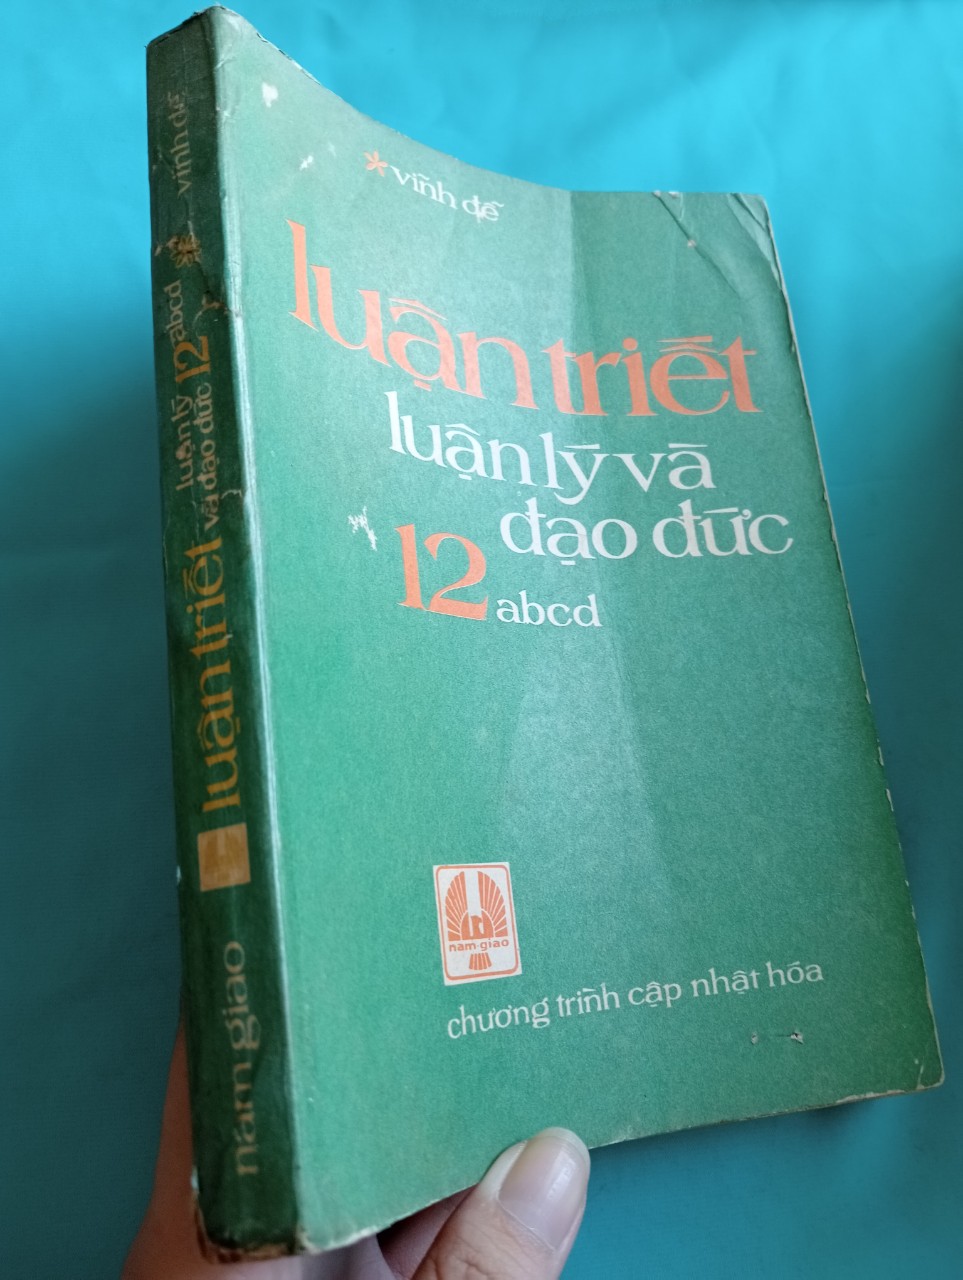 * vĩnh đễ
luận triết
luận lý và
đạo đức
12 abcd
nam giao
chương trình cập nhật hóa
luận triết luận lý và đạo đức 12 abcd * vĩnh đễ
nam giao